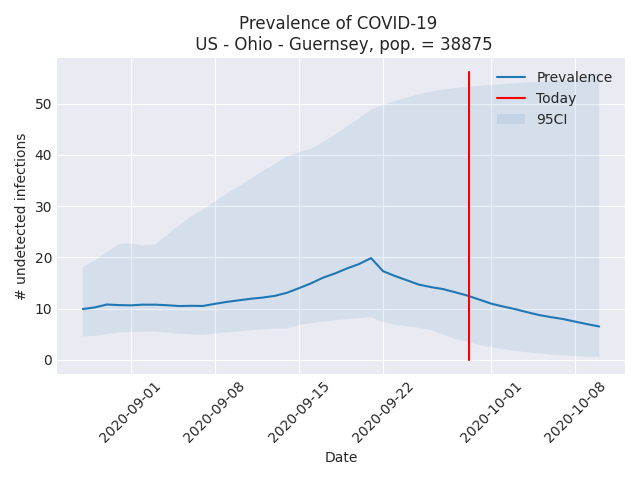 Prevalence of COVID-19
US - Ohio - Guernsey, pop. = 38875
Prevalence
Today
95CI
# undetected infections
50
40
30
20
10
0
2020-09-01
2020-09-08
2020-09-15
2020-09-22
2020-10-01
2020-10-08
Date